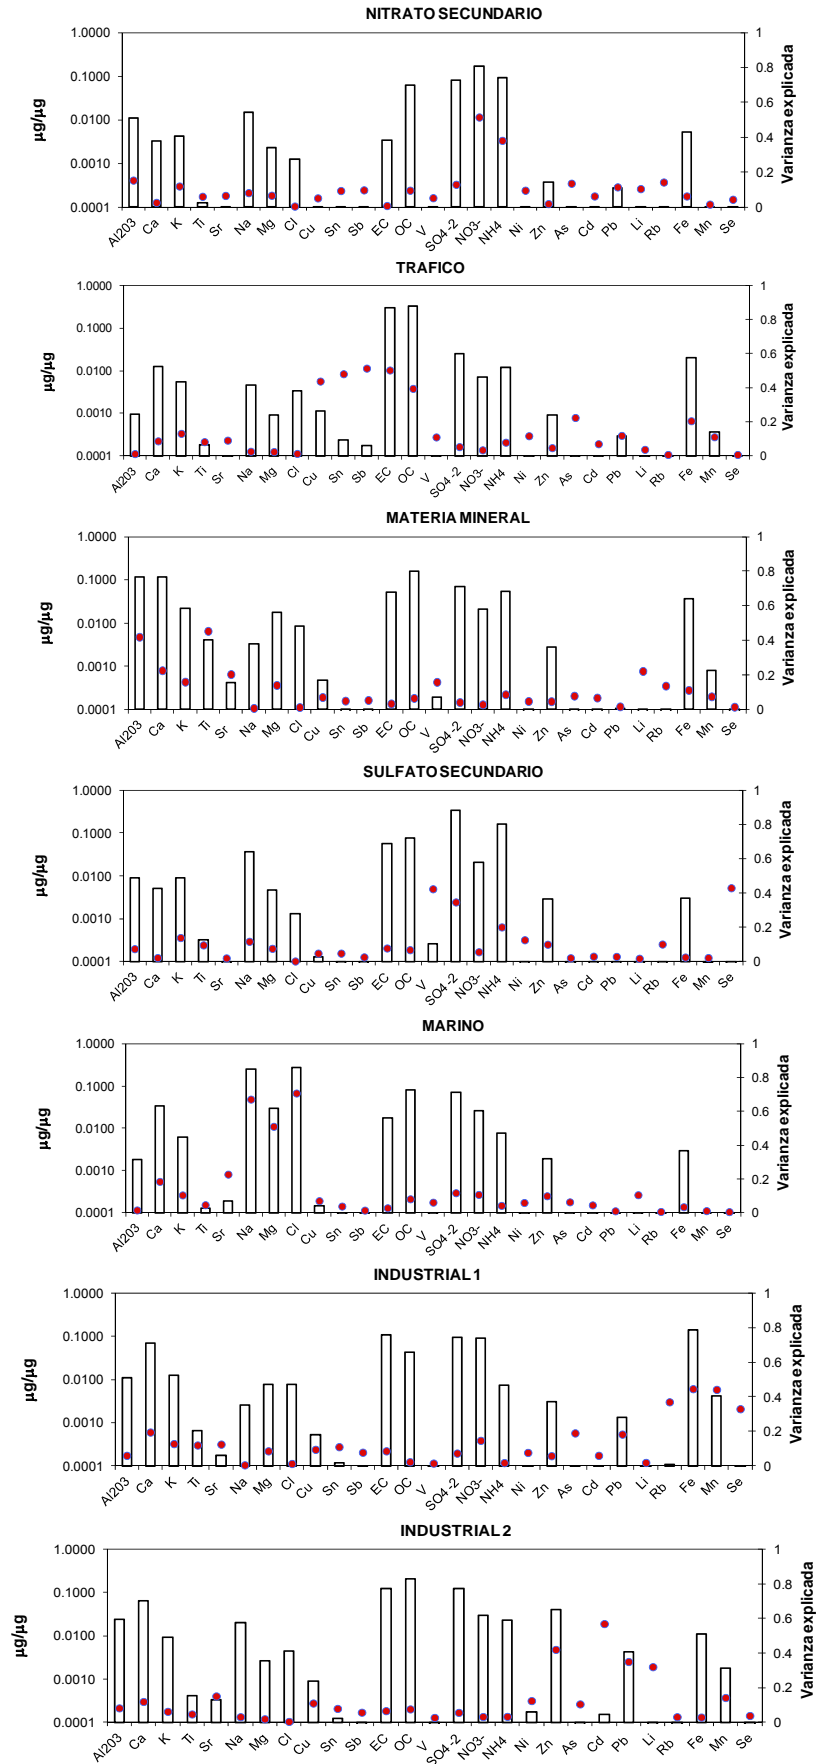 NITRATO SECUNDARIO
1.0000 0.1000 0.0100 0.0010 0.0001
µg/µg
1 0.8 0.6 0.4 0.2 0
Varianza explicada
Al203 Ca K Ti Sr Na Mg Cl Cu Sn Sb EC OC V SO4-2 NO3- NH4 Ni Zn As Cd Pb Li Rb Fe Mn Se
TRAFICO
1.0000 0.1000 0.0100 0.0010 0.0001
µg/µg
1 0.8 0.6 0.4 0.2 0
Varianza explicada
Al203 Ca K Ti Sr Na Mg Cl Cu Sn Sb EC OC V SO4-2 NO3- NH4 Ni Zn As Cd Pb Li Rb Fe Mn Se
MATERIA MINERAL
1.0000 0.1000 0.0100 0.0010 0.0001
µg/µg
1 0.8 0.6 0.4 0.2 0
Varianza explicada
Al203 Ca K Ti Sr Na Mg Cl Cu Sn Sb EC OC V SO4-2 NO3- NH4 Ni Zn As Cd Pb Li Rb Fe Mn Se
SULFATO SECUNDARIO
1.0000 0.1000 0.0100 0.0010 0.0001
µg/µg
1 0.8 0.6 0.4 0.2 0
Varianza explicada
Al203 Ca K Ti Sr Na Mg Cl Cu Sn Sb EC OC V SO4-2 NO3- NH4 Ni Zn As Cd Pb Li Rb Fe Mn Se
MARINO
1.0000 0.1000 0.0100 0.0010 0.0001
µg/µg
1 0.8 0.6 0.4 0.2 0
Varianza explicada
Al203 Ca K Ti Sr Na Mg Cl Cu Sn Sb EC OC V SO4-2 NO3- NH4 Ni Zn As Cd Pb Li Rb Fe Mn Se
INDUSTRIAL 1
1.0000 0.1000 0.0100 0.0010 0.0001
µg/µg
1 0.8 0.6 0.4 0.2 0
Varianza explicada
Al203 Ca K Ti Sr Na Mg Cl Cu Sn Sb EC OC V SO4-2 NO3- NH4 Ni Zn As Cd Pb Li Rb Fe Mn Se
INDUSTRIAL 2
1.0000 0.1000 0.0100 0.0010 0.0001
µg/µg
1 0.8 0.6 0.4 0.2 0
Varianza explicada
Al203 Ca K Ti Sr Na Mg Cl Cu Sn Sb EC OC V SO4-2 NO3- NH4 Ni Zn As Cd Pb Li Rb Fe Mn Se